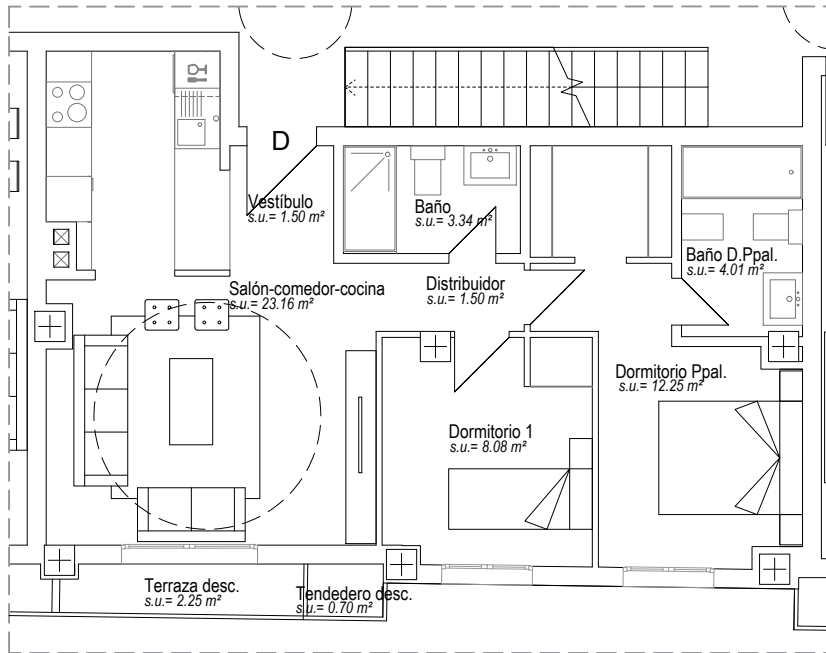 D
Vestíbulo
s.u.= 1.50 m²
Baño
s.u.= 3.34 m²
Baño D.Ppal.
s.u.= 4.01 m²
Salón-comedor-cocina
s.u.= 23.16 m²
Distribuidor
s.u.= 1.50 m²
Dormitorio Ppal.
s.u.= 12.25 m²
Dormitorio 1
s.u.= 8.08 m²
Terraza desc.
s.u.= 2.25 m²
Tendedero desc.
s.u.= 0.70 m²